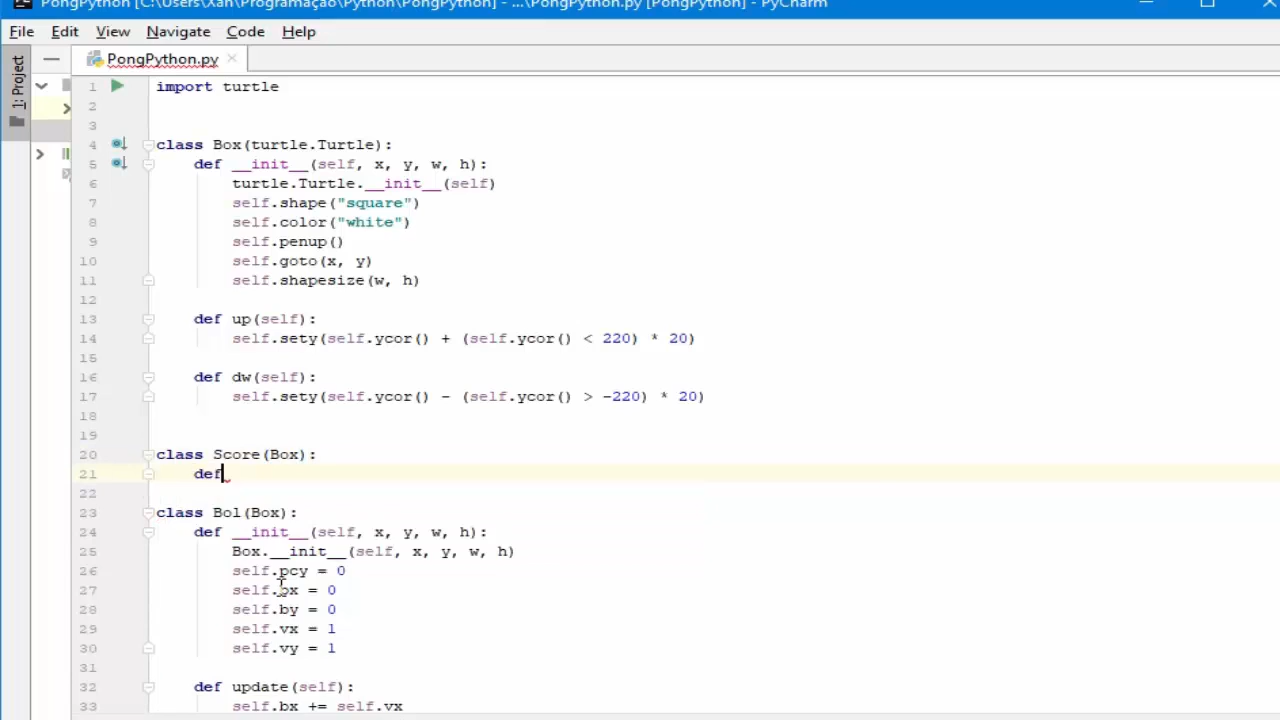 PongPython [C:\Users\Xan\Programação\Python\PongPython] - ...\PongPython.py [PongPython] - PyCharm
File Edit View Navigate Code Help
1: Project
PongPython.py
1 import turtle
2
3
4 class Box(turtle.Turtle):
5 def __init__(self, x, y, w, h):
6 turtle.Turtle.__init__(self)
7 self.shape("square")
8 self.color("white")
9 self.penup()
10 self.goto(x, y)
11 self.shapesize(w, h)
12
13 def up(self):
14 self.sety(self.ycor() + (self.ycor() < 220) * 20)
15
16 def dw(self):
17 self.sety(self.ycor() - (self.ycor() > -220) * 20)
18
19
20 class Score(Box):
21 def
22
23 class Bol(Box):
24 def __init__(self, x, y, w, h):
25 Box.__init__(self, x, y, w, h)
26 self.pcy = 0
27 self.bx = 0
28 self.by = 0
29 self.vx = 1
30 self.vy = 1
31
32 def update(self):
33 self.bx += self.vx